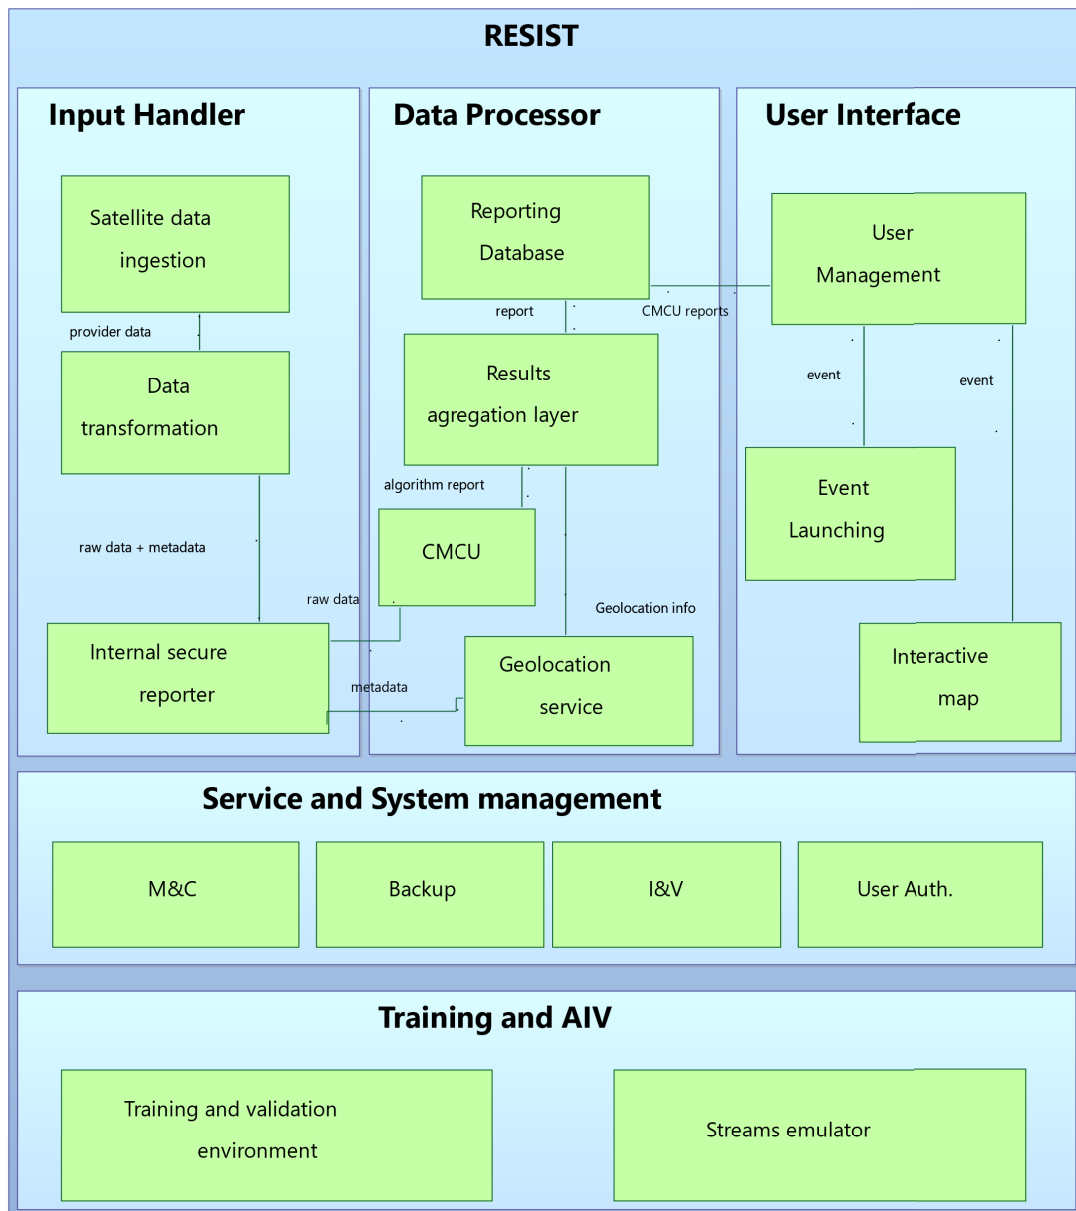 RESIST
Input Handler
Satellite data
ingestion
provider data
Data
transformation
raw data + metadata
Internal secure
reporter
Data Processor
Reporting
Database
report
CMCU reports
Results
agregation layer
algorithm report
CMCU
raw data
Geolocation info
metadata
Geolocation
service
User Interface
User
Management
event
event
Event
Launching
Interactive
map
Service and System management
M&C
Backup
I&V
User Auth.
Training and AIV
Training and validation
environment
Streams emulator